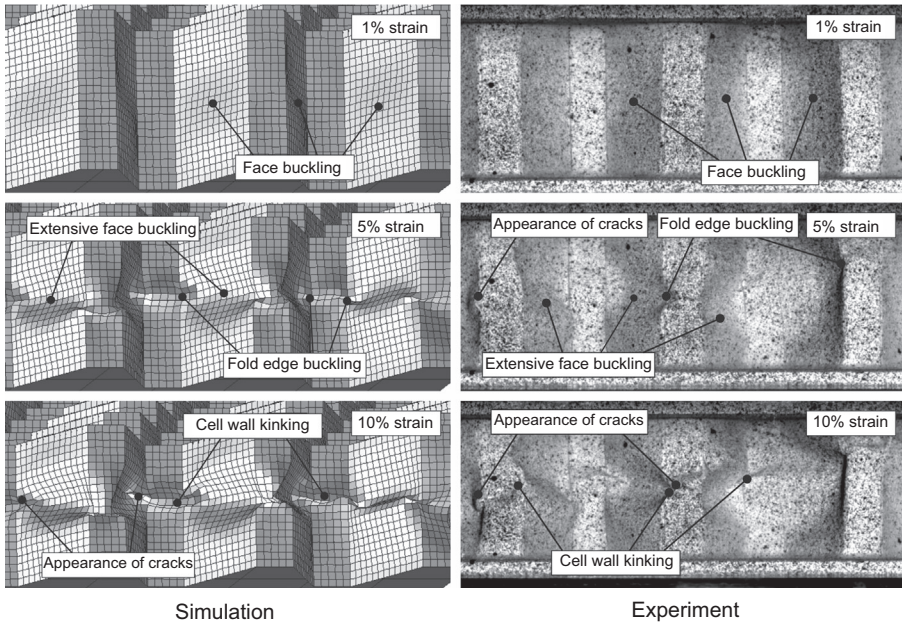 1% strain
1% strain
Face buckling
Face buckling
Extensive face buckling
5% strain
Appearance of cracks
Fold edge buckling
5% strain
Fold edge buckling
Extensive face buckling
Cell wall kinking
10% strain
Appearance of cracks
10% strain
Appearance of cracks
Cell wall kinking
Simulation
Experiment